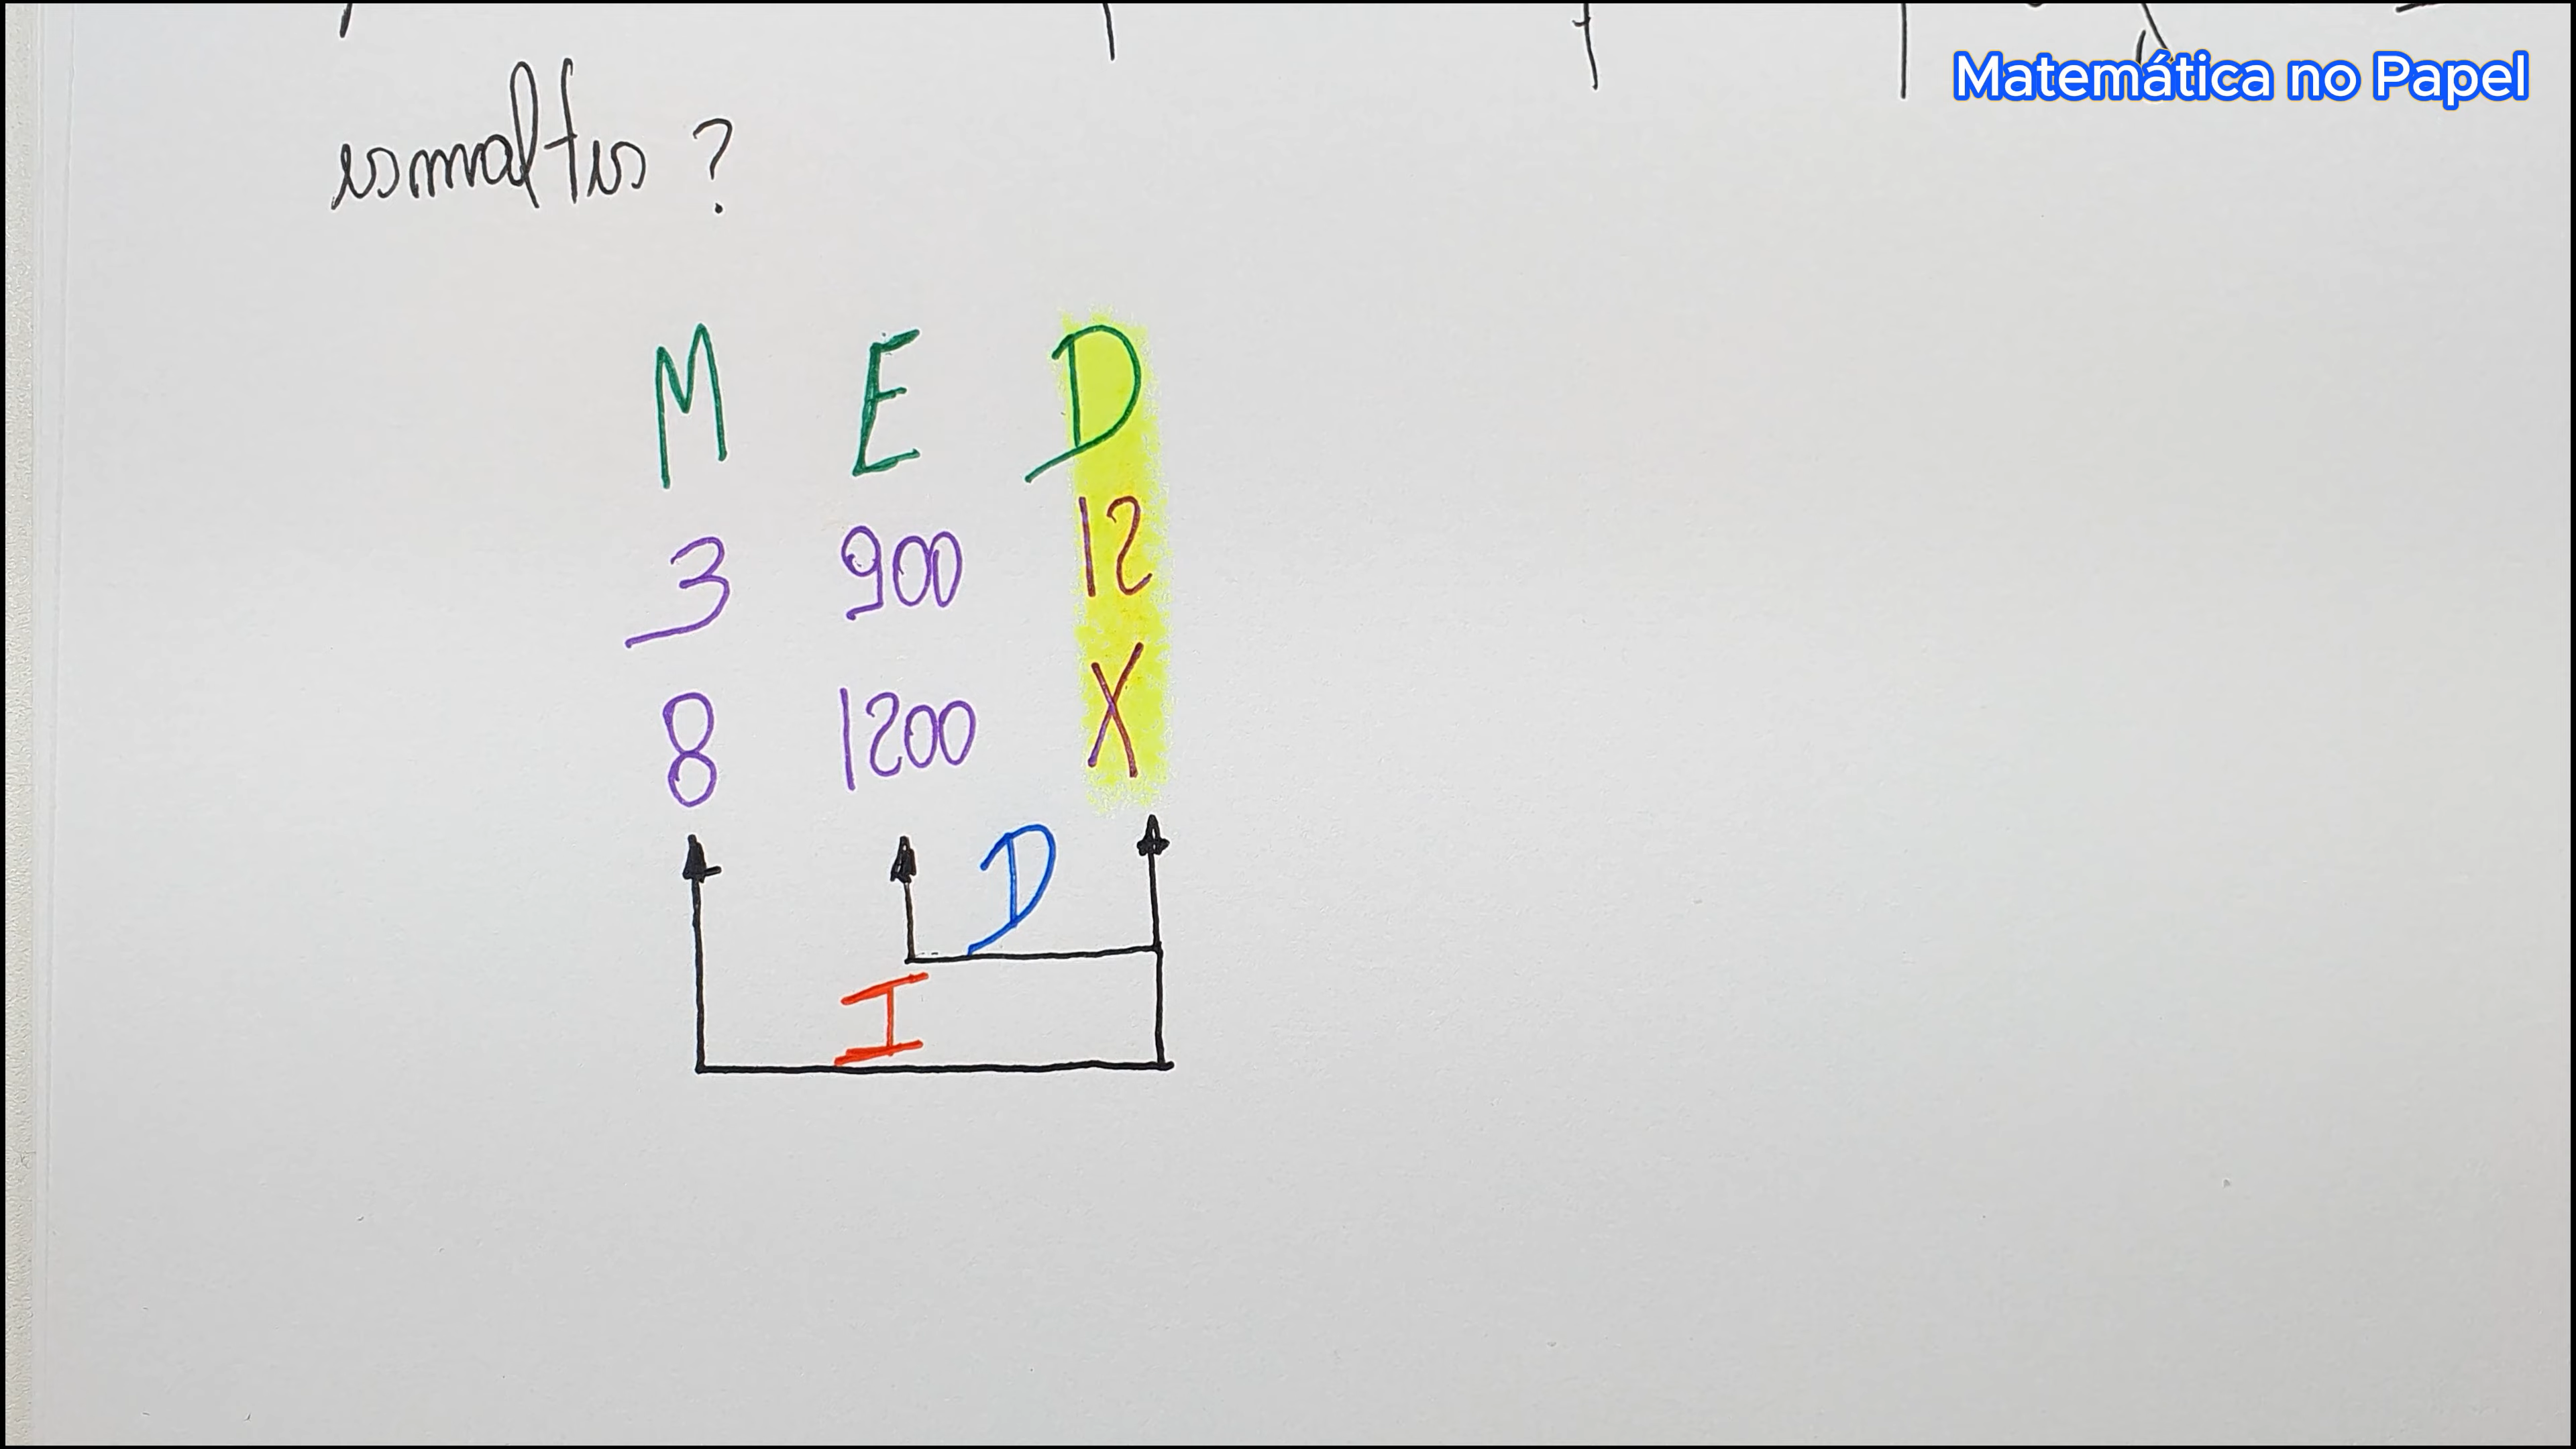 Matemática no Papel
esmaltes ?
M E D
3 900 12
8 1200 X
D
I